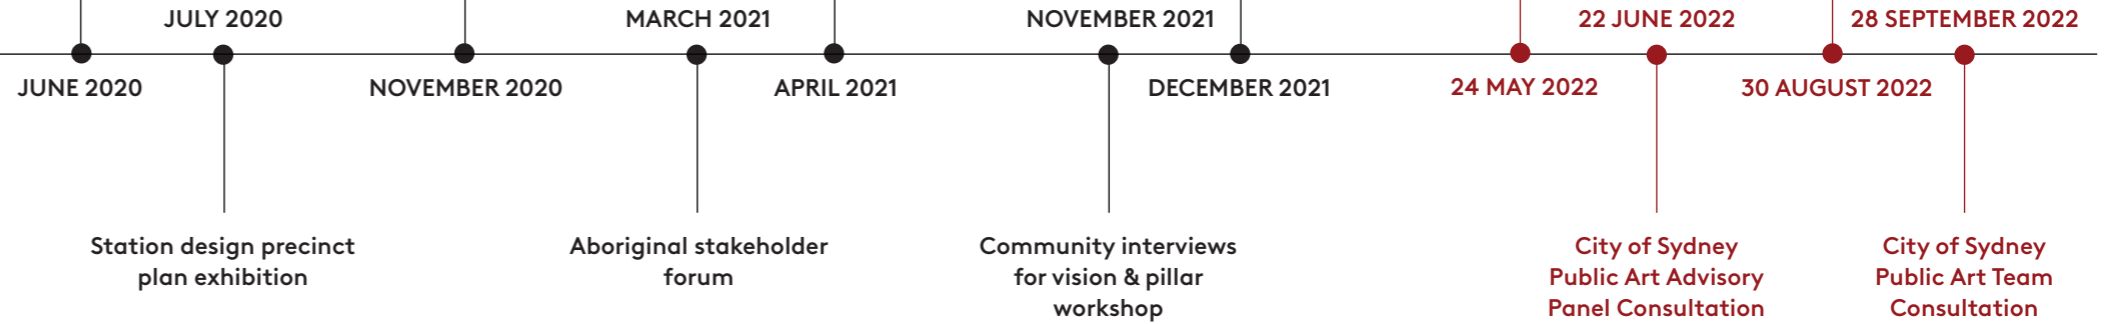 JULY 2020
MARCH 2021
NOVEMBER 2021
22 JUNE 2022
28 SEPTEMBER 2022
JUNE 2020
NOVEMBER 2020
APRIL 2021
DECEMBER 2021
24 MAY 2022
30 AUGUST 2022
Station design precinct
plan exhibition
Aboriginal stakeholder
forum
Community interviews
for vision & pillar
workshop
City of Sydney
Public Art Advisory
Panel Consultation
City of Sydney
Public Art Team
Consultation